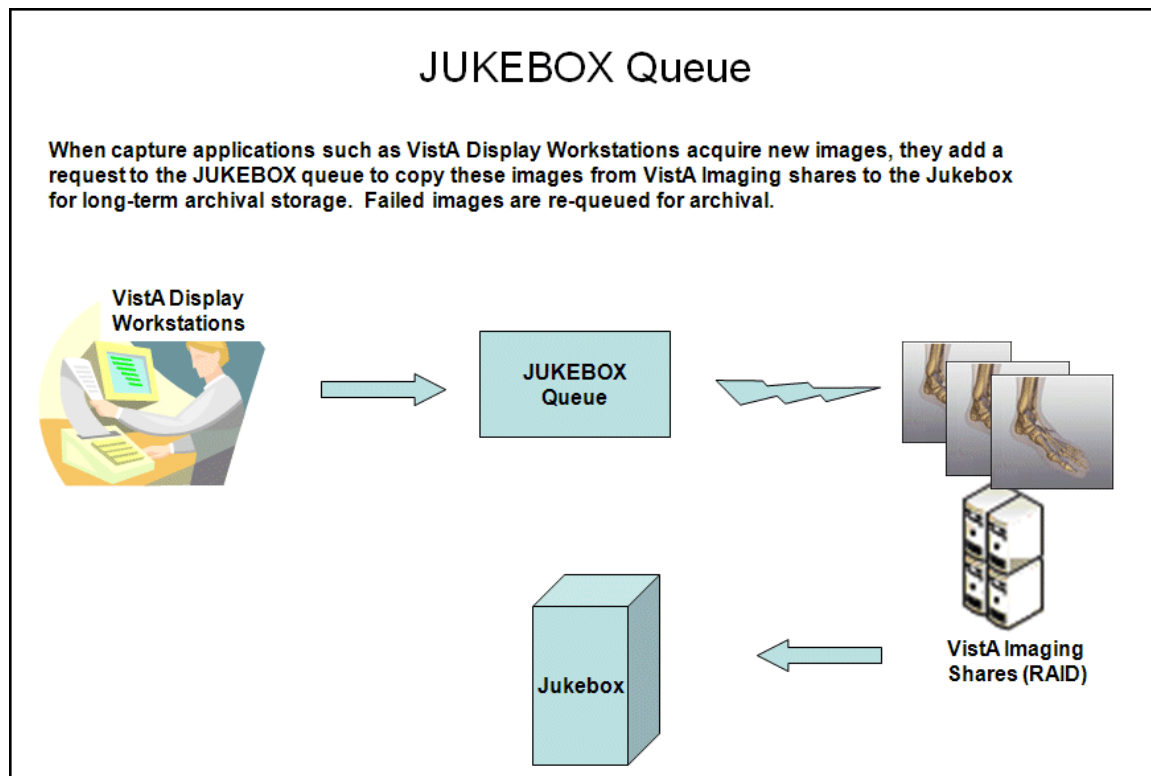 JUKEBOX Queue
When capture applications such as VistA Display Workstations acquire new images, they add a
request to the JUKEBOX queue to copy these images from VistA Imaging shares to the Jukebox
for long-term archival storage.  Failed images are re-queued for archival.
VistA Display
Workstations
JUKEBOX
Queue
VistA Imaging
Shares (RAID)
Jukebox